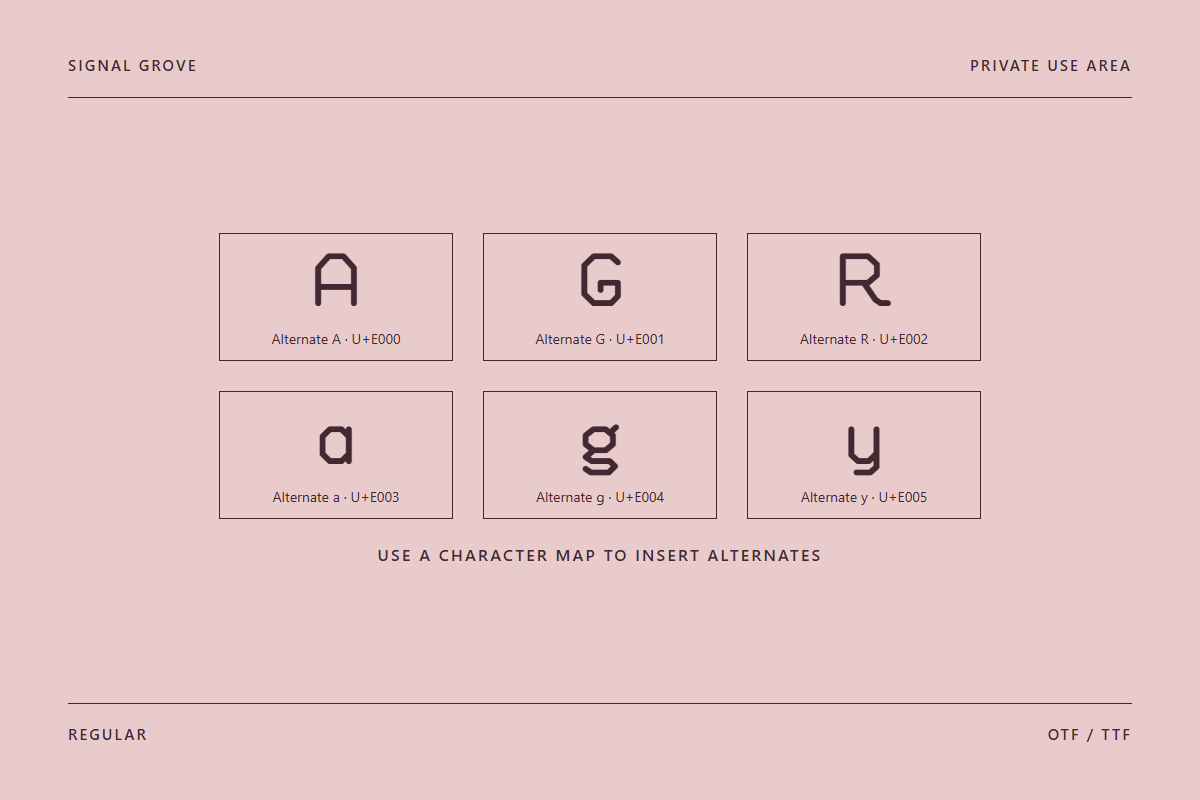 SIGNAL GROVE
PRIVATE USE AREA
A
G
R
Alternate A · U+E000
Alternate G · U+E001
Alternate R · U+E002
a
g
y
Alternate a · U+E003
Alternate g · U+E004
Alternate y · U+E005
USE A CHARACTER MAP TO INSERT ALTERNATES
REGULAR
OTF / TTF